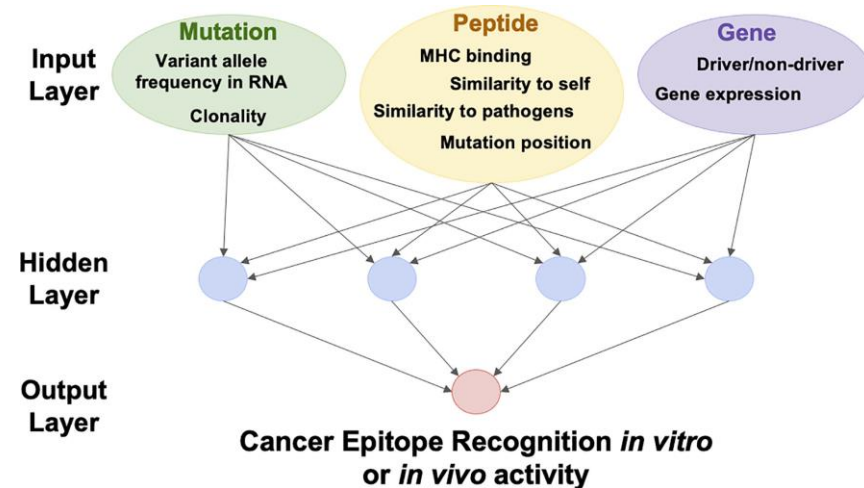 Input
Layer
Mutation
Variant allele
frequency in RNA
Clonality
Peptide
MHC binding
Similarity to self
Similarity to pathogens
Mutation position
Gene
Driver/non-driver
Gene expression
Hidden
Layer
Output
Layer
Cancer Epitope Recognition in vitro
or in vivo activity